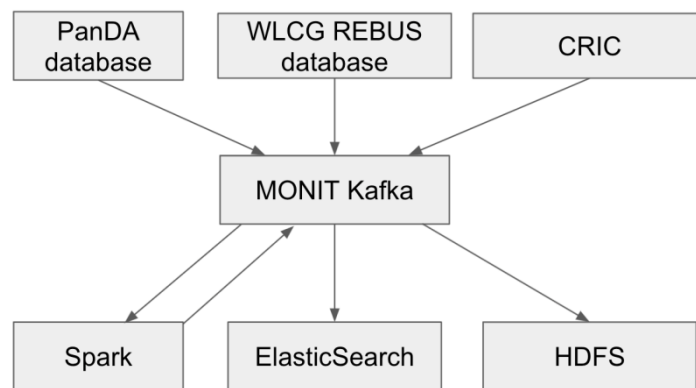 PanDA
database
WLCG REBUS
database
CRIC
MONIT Kafka
Spark
ElasticSearch
HDFS